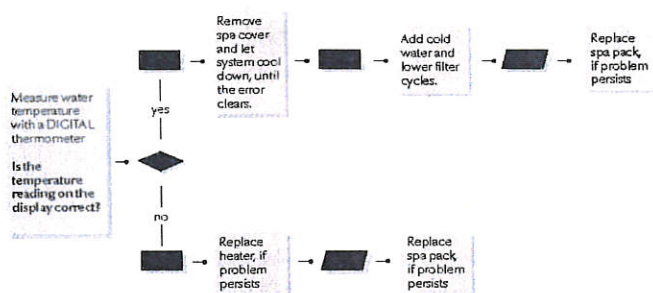 Remove
spa cover
and let
system cool
down, until
the error
clears.
Add cold
water and
lower filter
cycles.
Replace
spa pack,
if problem
persists
Measure water
temperature
with a DIGITAL
thermometer
Is the
temperature
reading on the
display correct?
yes
no
Replace
heater, if
problem
persists
Replace
spa pack,
if problem
persists